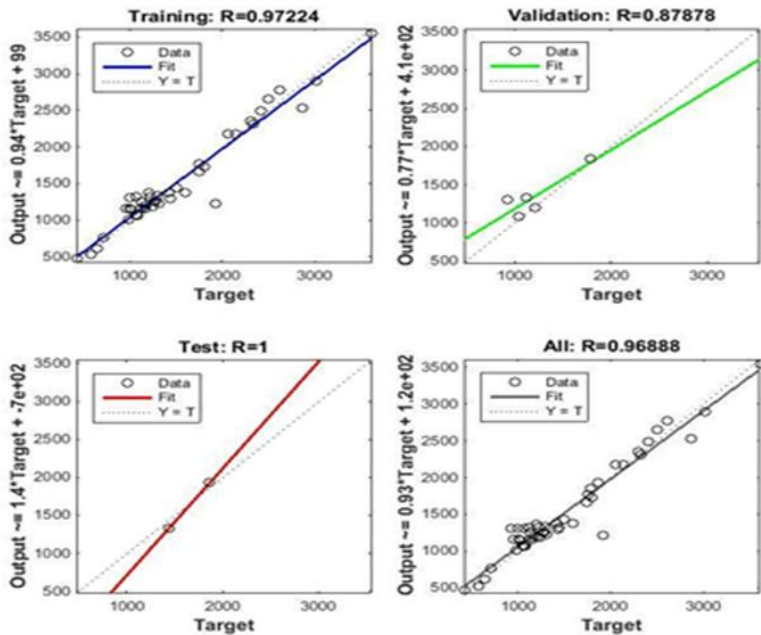 Training: R=0.97224
Output ~= 0.94*Target + 99
3500
3000
2500
2000
1500
1000
500
Data
Fit
Y = T
1000
2000
3000
Target
Validation: R=0.87878
Output ~= 0.77*Target + 4.1e+02
3500
3000
2500
2000
1500
1000
500
Data
Fit
Y = T
1000
2000
3000
Target
Test: R=1
Output ~= 1.4*Target + -7e+02
3500
3000
2500
2000
1500
1000
500
Data
Fit
Y = T
1000
2000
3000
Target
All: R=0.96888
Output ~= 0.93*Target + 1.2e+02
3500
3000
2500
2000
1500
1000
500
Data
Fit
Y = T
1000
2000
3000
Target